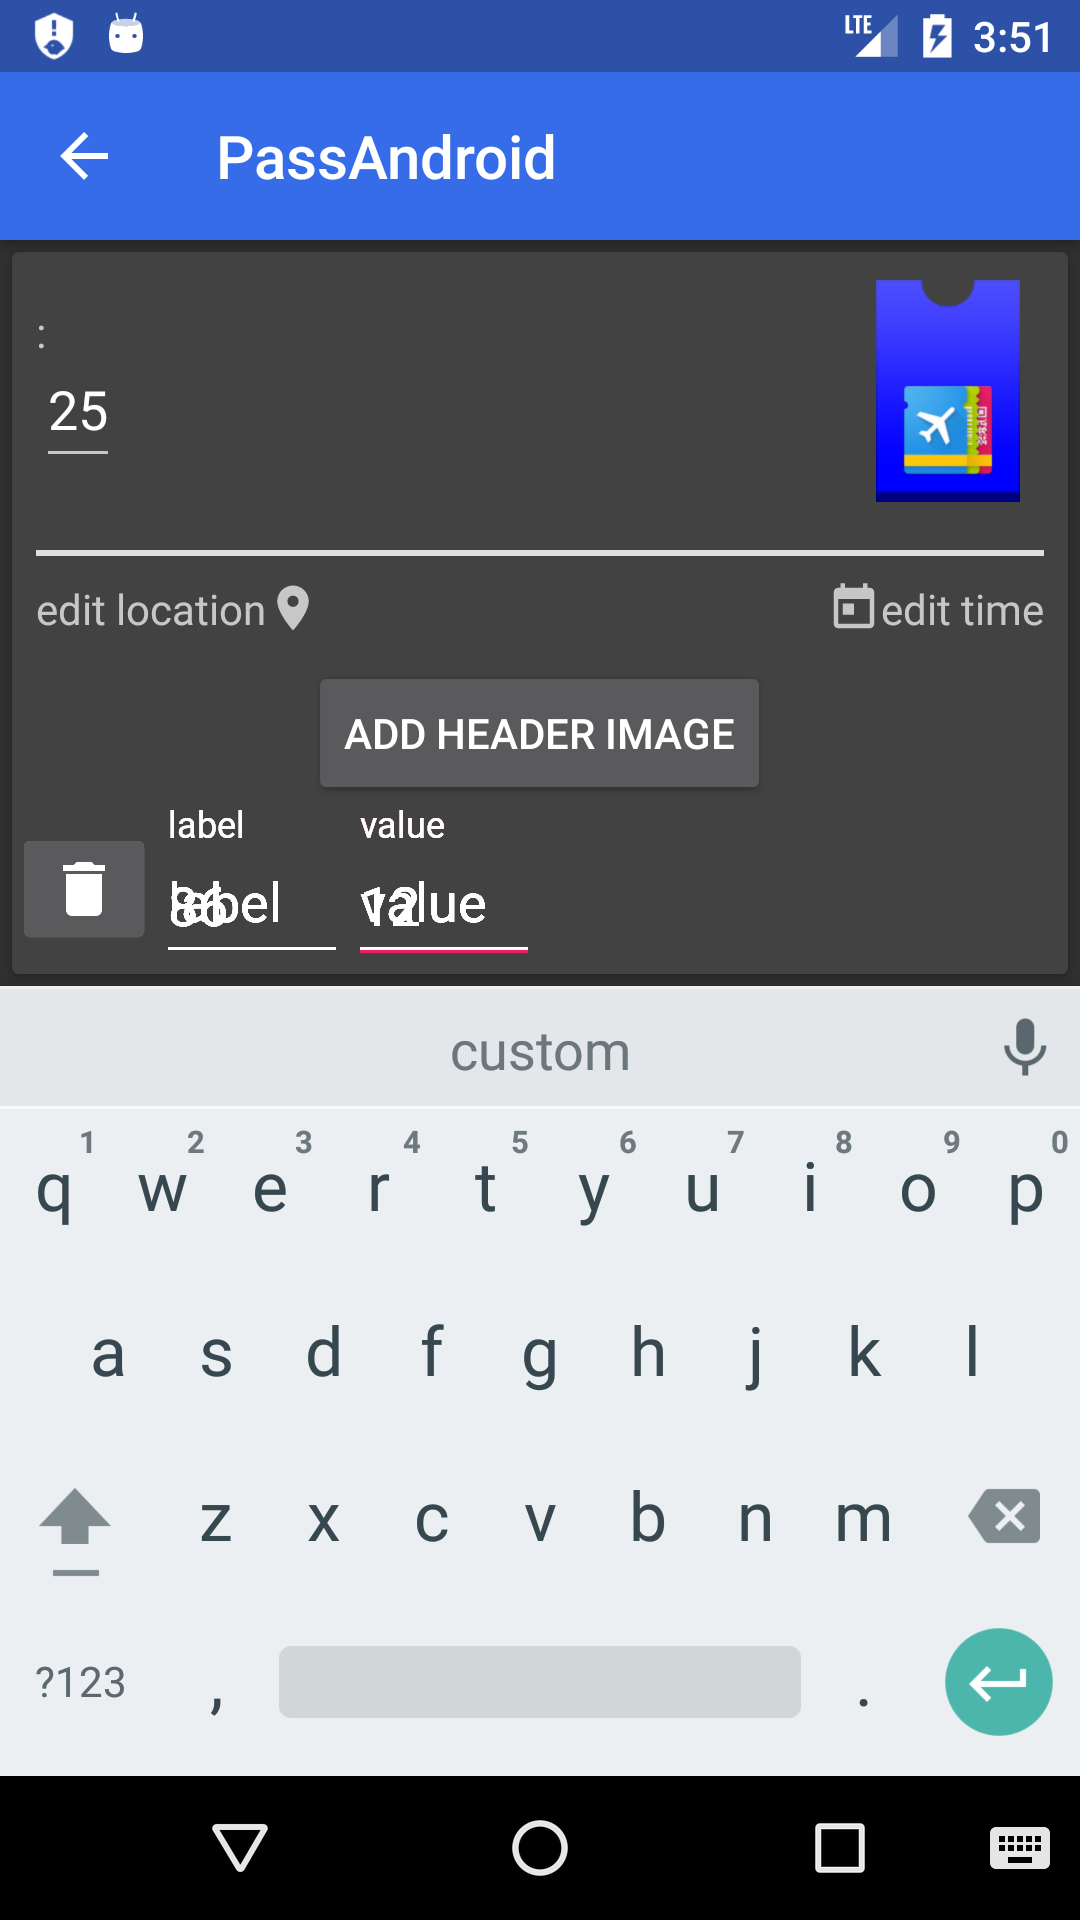 LTE 3:51
PassAndroid
:
25
edit location edit time
ADD HEADER IMAGE
label value
label value
12
custom
1 2 3 4 5 6 7 8 9 0
q w e r t y u i o p
a s d f g h j k l
z x c v b n m
?123 , .